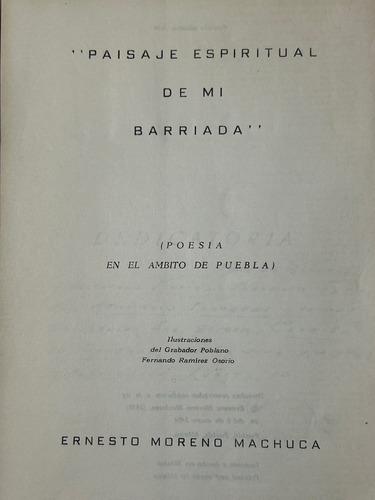 ''PAISAJE ESPIRITUAL
DE MI
BARRIADA''
(POESIA
EN EL AMBITO DE PUEBLA)
Ilustraciones
del Grabador Poblano
Fernando Ramírez Osorio
ERNESTO MORENO MACHUCA